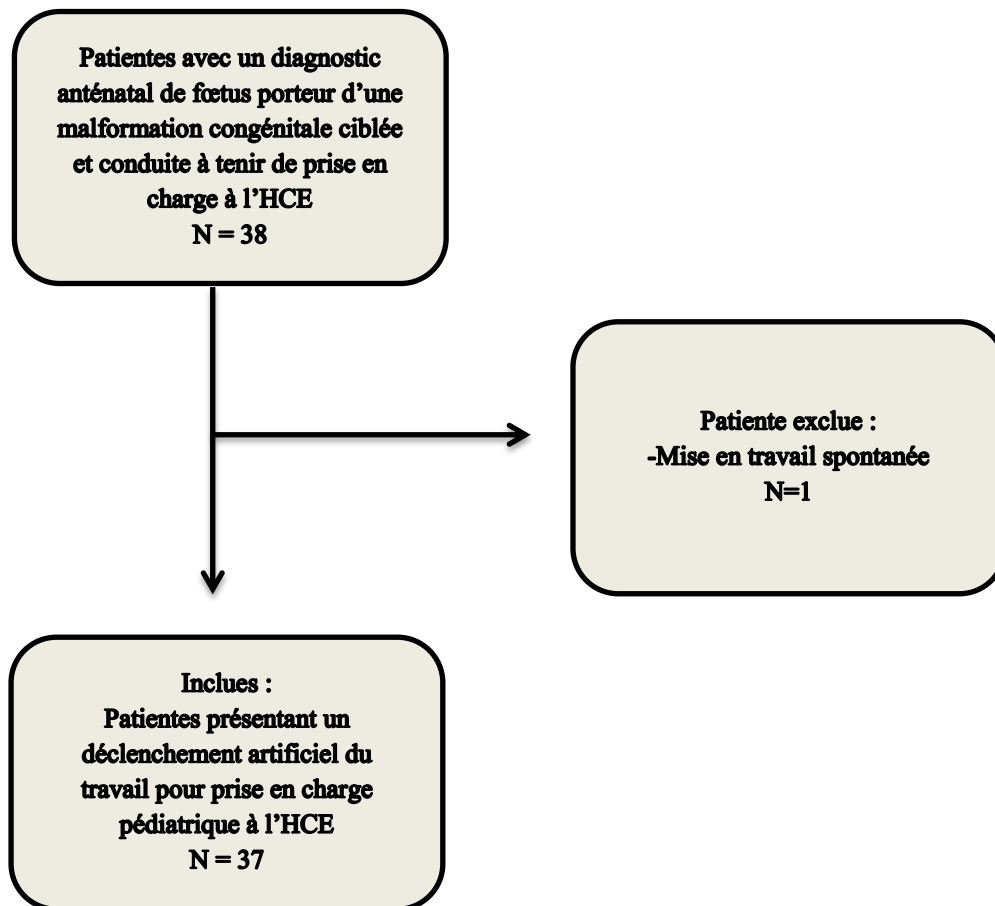 Patientes avec un diagnostic
anténatal de fœtus porteur d’une
malformation congénitale ciblée
et conduite à tenir de prise en
charge à l’HCE
N = 38
Patiente exclue :
-Mise en travail spontanée
N=1
Inclues :
Patientes présentant un
déclenchement artificiel du
travail pour prise en charge
pédiatrique à l’HCE
N = 37